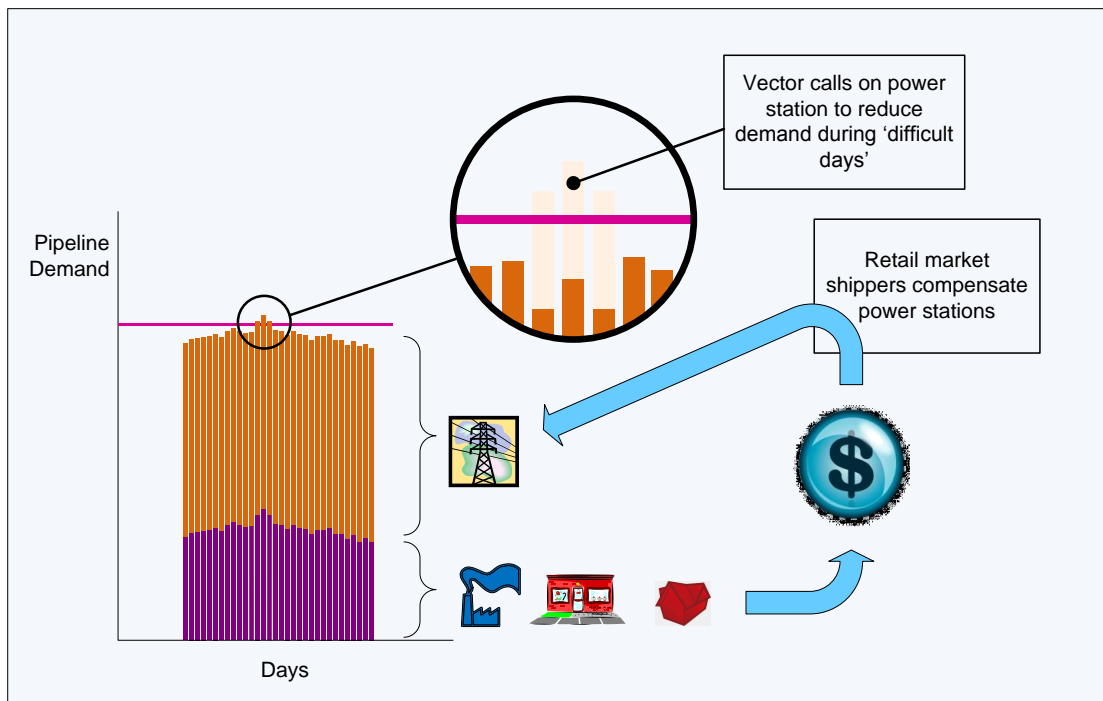 Vector calls on power
station to reduce
demand during ‘difficult
days’
Pipeline
Demand
Retail market
shippers compensate
power stations
$
Days